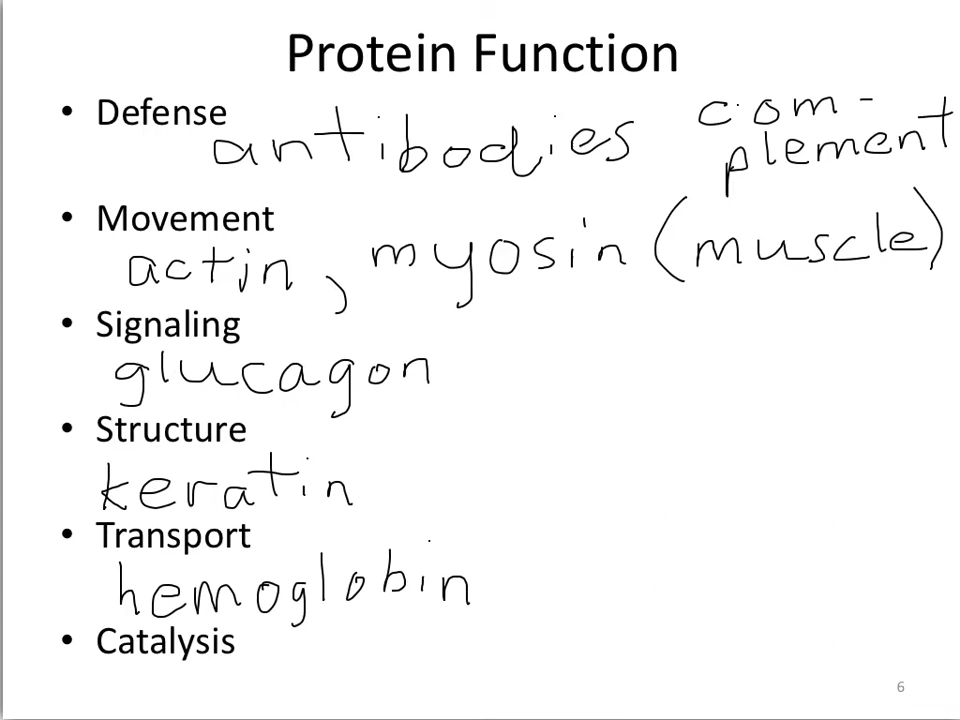 Protein Function
• Defense
antibodies com-
plement
• Movement
actin, myosin (muscle)
• Signaling
glucagon
• Structure
keratin
• Transport
hemoglobin
• Catalysis
6